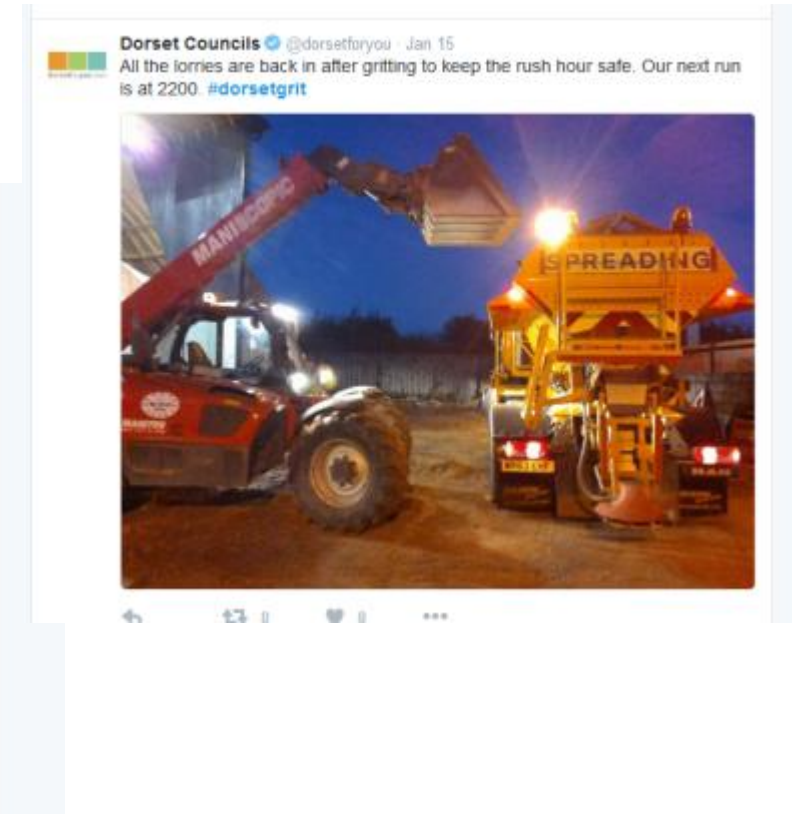 Dorset Councils @dorsetforyou · Jan 15
All the lorries are back in after gritting to keep the rush hour safe. Our next run
is at 2200. #dorsetgrit
MANISCOPIC
SPREADING
MANITOU